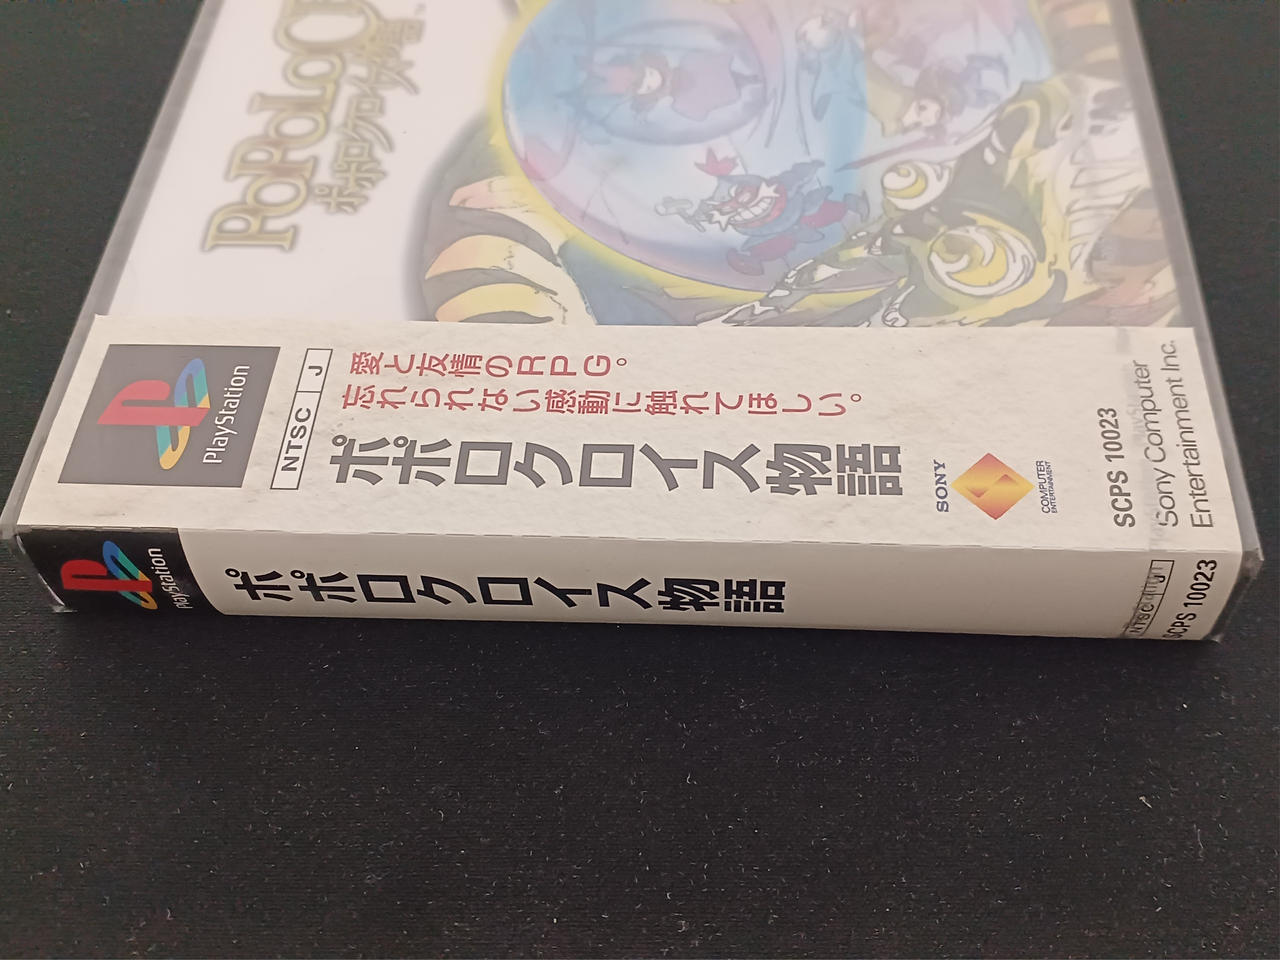 PoPoLoCr
ポポロクロイス物語
PlayStation
NTSC J
愛と友情のRPG。
忘れられない感動に触れてほしい。
ポポロクロイス物語
SONY
COMPUTER
ENTERTAINMENT
SCPS 10023
Sony Computer
Entertainment Inc.
PlayStation
ポポロクロイス物語
NTSC J
SCPS 10023